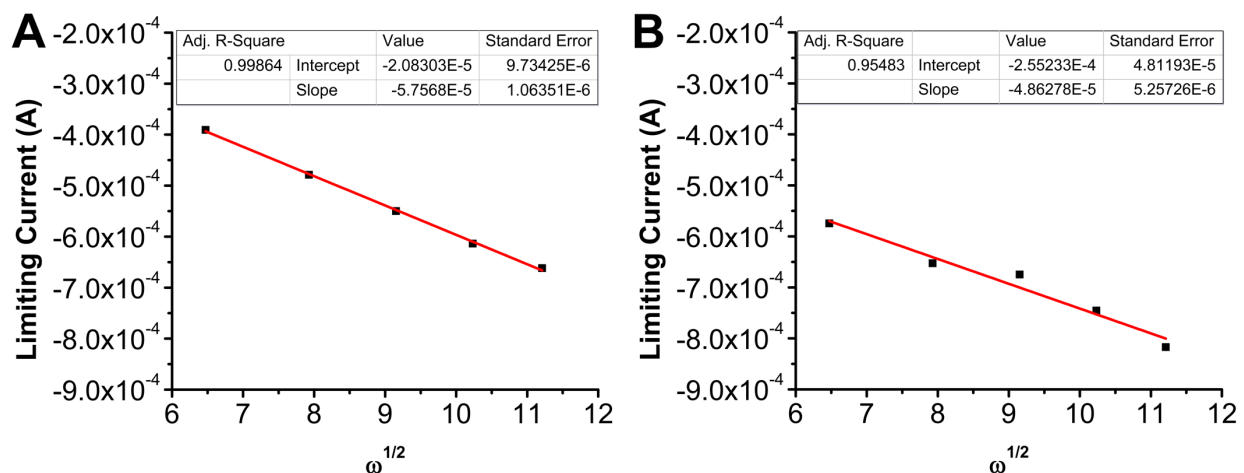 A
Adj. R-Square Value Standard Error
0.99864 Intercept -2.08303E-5 9.73425E-6
Slope -5.7568E-5 1.06351E-6
Limiting Current (A)
-2.0x10⁻⁴
-3.0x10⁻⁴
-4.0x10⁻⁴
-5.0x10⁻⁴
-6.0x10⁻⁴
-7.0x10⁻⁴
-8.0x10⁻⁴
-9.0x10⁻⁴
6 7 8 9 10 11 12
ω¹ᐟ²
B
Adj. R-Square Value Standard Error
0.95483 Intercept -2.55233E-4 4.81193E-5
Slope -4.86278E-5 5.25726E-6
Limiting Current (A)
-2.0x10⁻⁴
-3.0x10⁻⁴
-4.0x10⁻⁴
-5.0x10⁻⁴
-6.0x10⁻⁴
-7.0x10⁻⁴
-8.0x10⁻⁴
-9.0x10⁻⁴
6 7 8 9 10 11 12
ω¹ᐟ²